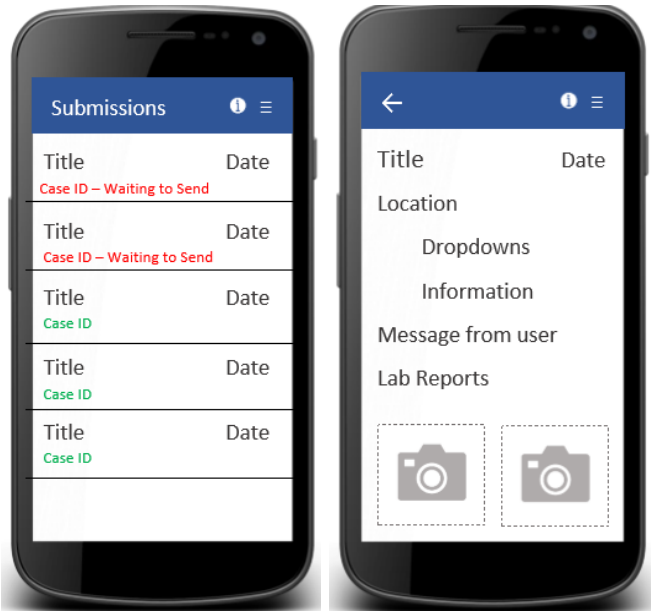 Submissions
Title Date
Case ID – Waiting to Send
Title Date
Case ID – Waiting to Send
Title Date
Case ID
Title Date
Case ID
Title Date
Case ID
Title Date
Location
Dropdowns
Information
Message from user
Lab Reports